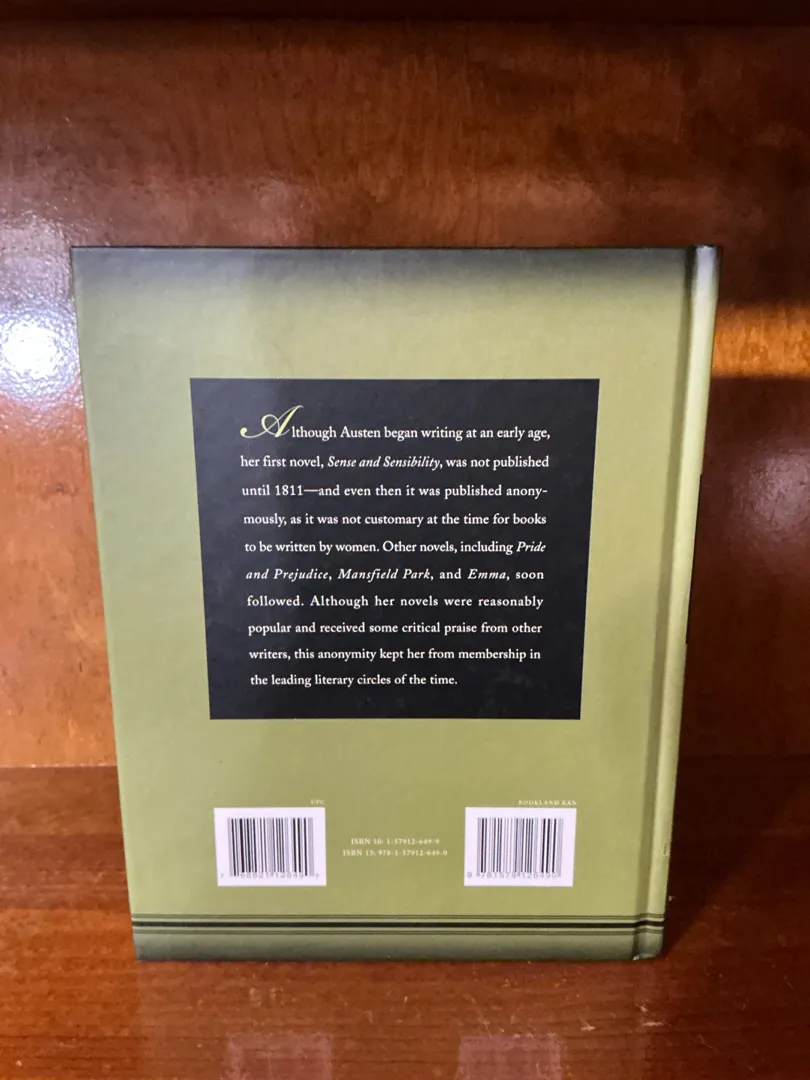 Although Austen began writing at an early age,
her first novel, Sense and Sensibility, was not published
until 1811—and even then it was published anony-
mously, as it was not customary at the time for books
to be written by women. Other novels, including Pride
and Prejudice, Mansfield Park, and Emma, soon
followed. Although her novels were reasonably
popular and received some critical praise from other
writers, this anonymity kept her from membership in
the leading literary circles of the time.
UPC
BOOKLAND EAN
ISBN 10: 1-57912-649-9
ISBN 13: 978-1-57912-649-0
9 781579 126490